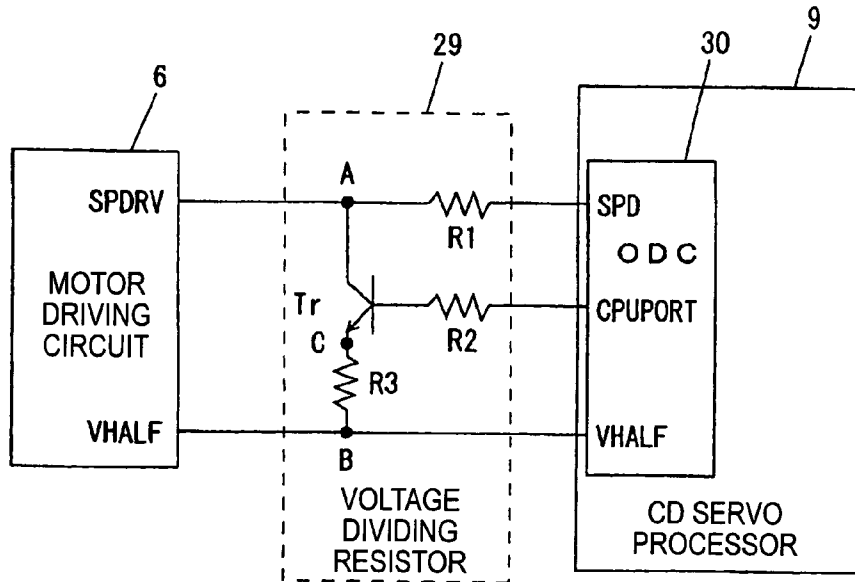 9
29
30
6
A
SPDRV
R1
SPD
ODC
MOTOR
DRIVING
CIRCUIT
Tr
CPUPORT
R2
C
R3
VHALF
VHALF
B
VOLTAGE
DIVIDING
RESISTOR
CD SERVO
PROCESSOR